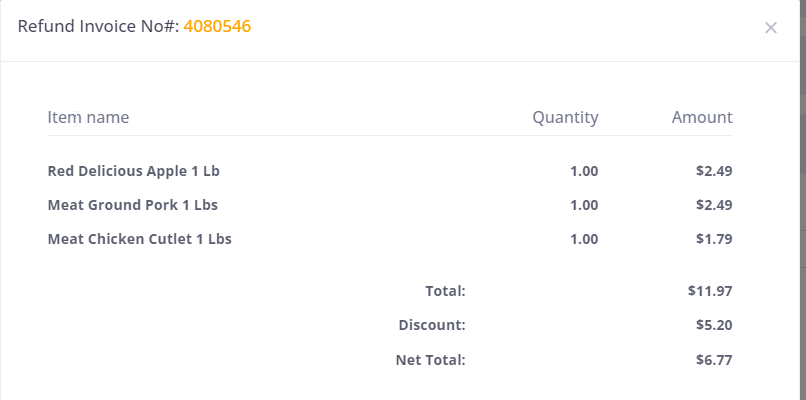 Refund Invoice No#: 4080546
Item name Quantity Amount
Red Delicious Apple 1 Lb 1.00 $2.49
Meat Ground Pork 1 Lbs 1.00 $2.49
Meat Chicken Cutlet 1 Lbs 1.00 $1.79
Total: $11.97
Discount: $5.20
Net Total: $6.77